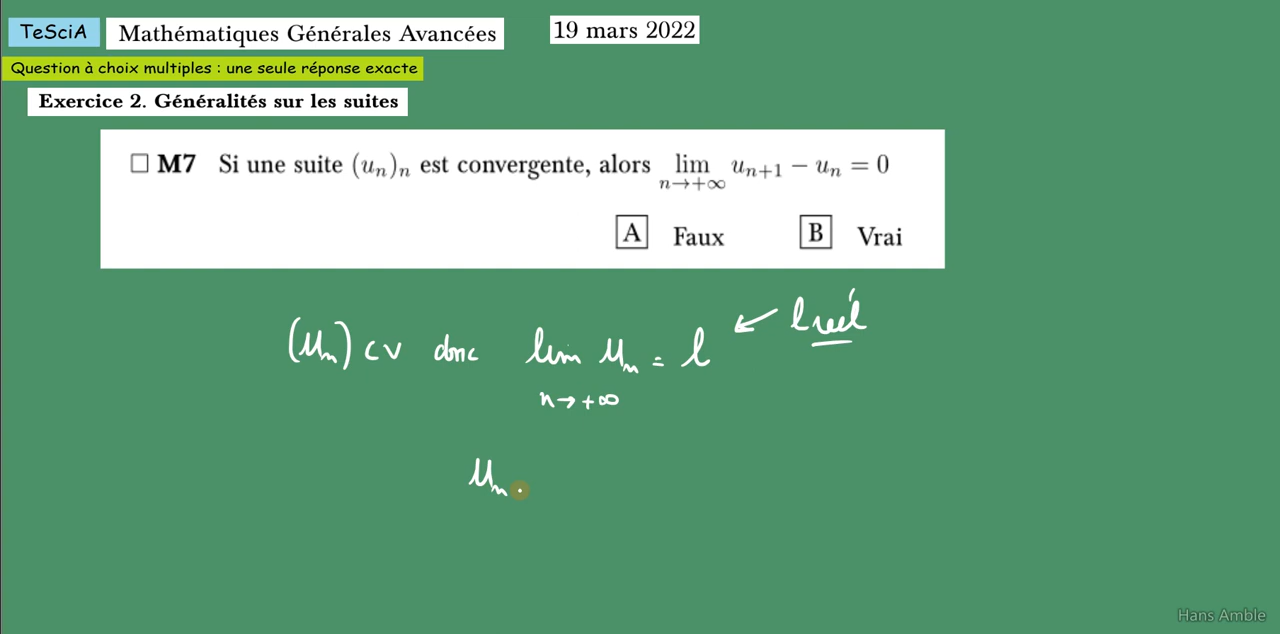 TeSciA Mathématiques Générales Avancées 19 mars 2022
Question à choix multiples : une seule réponse exacte
Exercice 2. Généralités sur les suites
☐ M7 Si une suite (uₙ)ₙ est convergente, alors lim uₙ₊₁ − uₙ = 0
n→+∞
A Faux B Vrai
(uₙ) cv donc lim uₙ = l ← l réel
n→+∞
uₙ
Hans Amble